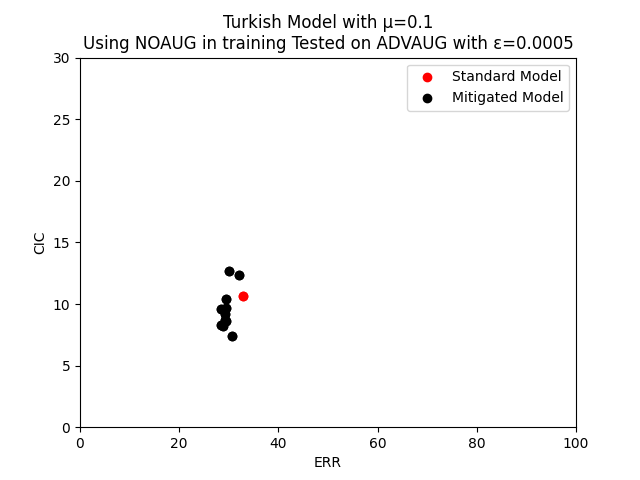 Turkish Model with μ=0.1
Using NOAUG in training Tested on ADVAUG with ε=0.0005
Standard Model
Mitigated Model
30
25
20
15
10
5
0
CIC
0 20 40 60 80 100
ERR